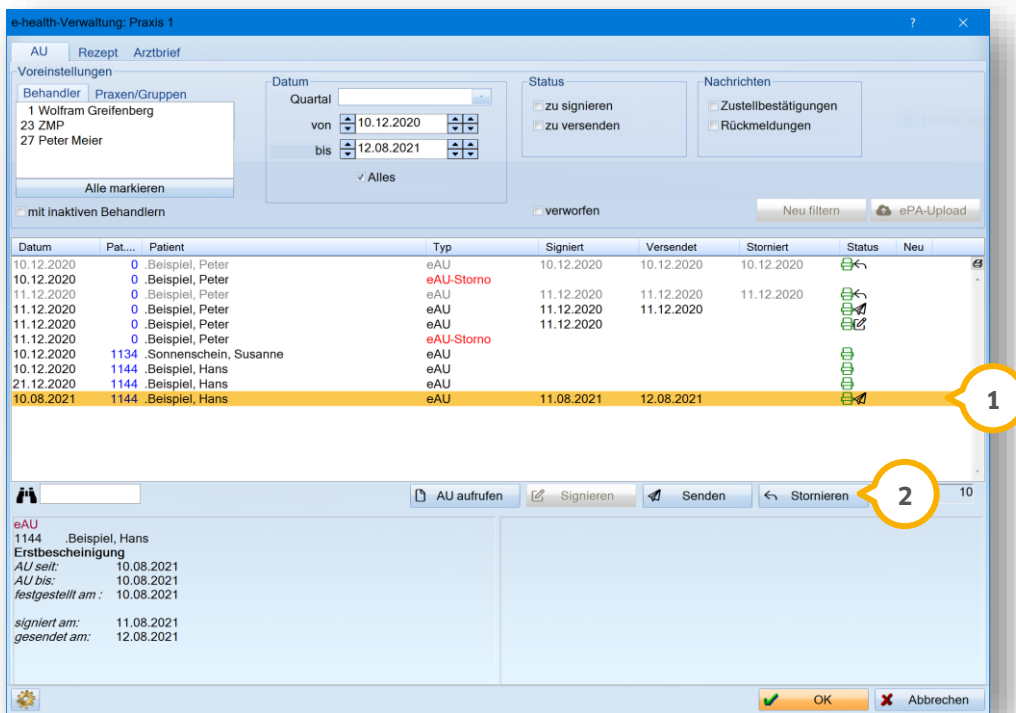 e-health-Verwaltung: Praxis 1 ?
AU Rezept Arztbrief
Voreinstellungen
Behandler Praxen/Gruppen
1 Wolfram Greifenberg
23 ZMP
27 Peter Meier
Alle markieren
mit inaktiven Behandlern
Datum
Quartal
von 10.12.2020
bis 12.08.2021
Alles
Status
zu signieren
zu versenden
verworfen
Nachrichten
Zustellbestätigungen
Rückmeldungen
Neu filtern ePA-Upload
Datum Pat.... Patient Typ Signiert Versendet Storniert Status Neu
10.12.2020 0 .Beispiel, Peter eAU 10.12.2020 10.12.2020 10.12.2020
10.12.2020 0 .Beispiel, Peter eAU-Storno
11.12.2020 0 .Beispiel, Peter eAU 11.12.2020 11.12.2020 11.12.2020
11.12.2020 0 .Beispiel, Peter eAU 11.12.2020 11.12.2020
11.12.2020 0 .Beispiel, Peter eAU 11.12.2020
11.12.2020 0 .Beispiel, Peter eAU-Storno
10.12.2020 1134 .Sonnenschein, Susanne eAU
10.12.2020 1144 .Beispiel, Hans eAU
21.12.2020 1144 .Beispiel, Hans eAU
10.08.2021 1144 .Beispiel, Hans eAU 11.08.2021 12.08.2021
1
AU aufrufen Signieren Senden Stornieren 2 10
eAU
1144 .Beispiel, Hans
Erstbescheinigung
AU seit: 10.08.2021
AU bis: 10.08.2021
festgestellt am : 10.08.2021
signiert am: 11.08.2021
gesendet am: 12.08.2021
OK Abbrechen